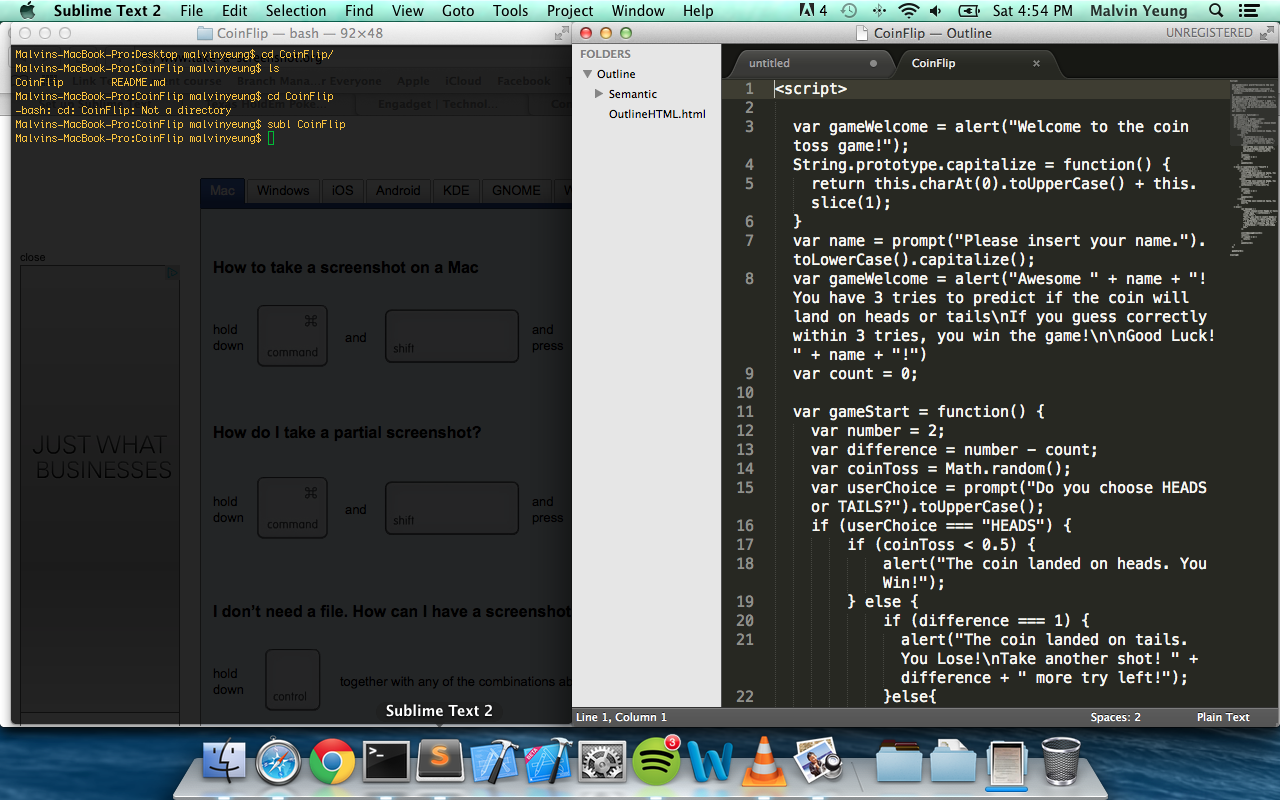 Sublime Text 2 File Edit Selection Find View Goto Tools Project Window Help 4 Sat 4:54 PM Malvin Yeung
CoinFlip — bash — 92×48
Malvins-MacBook-Pro:Desktop malvinyeung$ cd CoinFlip/
Malvins-MacBook-Pro:CoinFlip malvinyeung$ ls
CoinFlip README.md
Malvins-MacBook-Pro:CoinFlip malvinyeung$ cd CoinFlip
-bash: cd: CoinFlip: Not a directory
Malvins-MacBook-Pro:CoinFlip malvinyeung$ subl CoinFlip
Malvins-MacBook-Pro:CoinFlip malvinyeung$
Everyone Apple iCloud Facebook
Engadget | Technol...
Mac Windows iOS Android KDE GNOME
close
How to take a screenshot on a Mac
hold down ⌘ command and shift and press
How do I take a partial screenshot?
hold down ⌘ command and shift and press
JUST WHAT
BUSINESSES
I don't need a file. How can I have a screenshot
hold down control together with any of the combinations ab
Sublime Text 2
CoinFlip — Outline UNREGISTERED
FOLDERS
Outline
Semantic
OutlineHTML.html
untitled CoinFlip ×
1 <script>
2
3 var gameWelcome = alert("Welcome to the coin
toss game!");
4 String.prototype.capitalize = function() {
5 return this.charAt(0).toUpperCase() + this.
slice(1);
6 }
7 var name = prompt("Please insert your name.").
toLowerCase().capitalize();
8 var gameWelcome = alert("Awesome " + name + "!
You have 3 tries to predict if the coin will
land on heads or tails\nIf you guess correctly
within 3 tries, you win the game!\n\nGood Luck!
" + name + "!")
9 var count = 0;
10
11 var gameStart = function() {
12 var number = 2;
13 var difference = number - count;
14 var coinToss = Math.random();
15 var userChoice = prompt("Do you choose HEADS
or TAILS?").toUpperCase();
16 if (userChoice === "HEADS") {
17 if (coinToss < 0.5) {
18 alert("The coin landed on heads. You
Win!");
19 } else {
20 if (difference === 1) {
21 alert("The coin landed on tails.
You Lose!\nTake another shot! " +
difference + " more try left!");
22 }else{
Line 1, Column 1 Spaces: 2 Plain Text
3